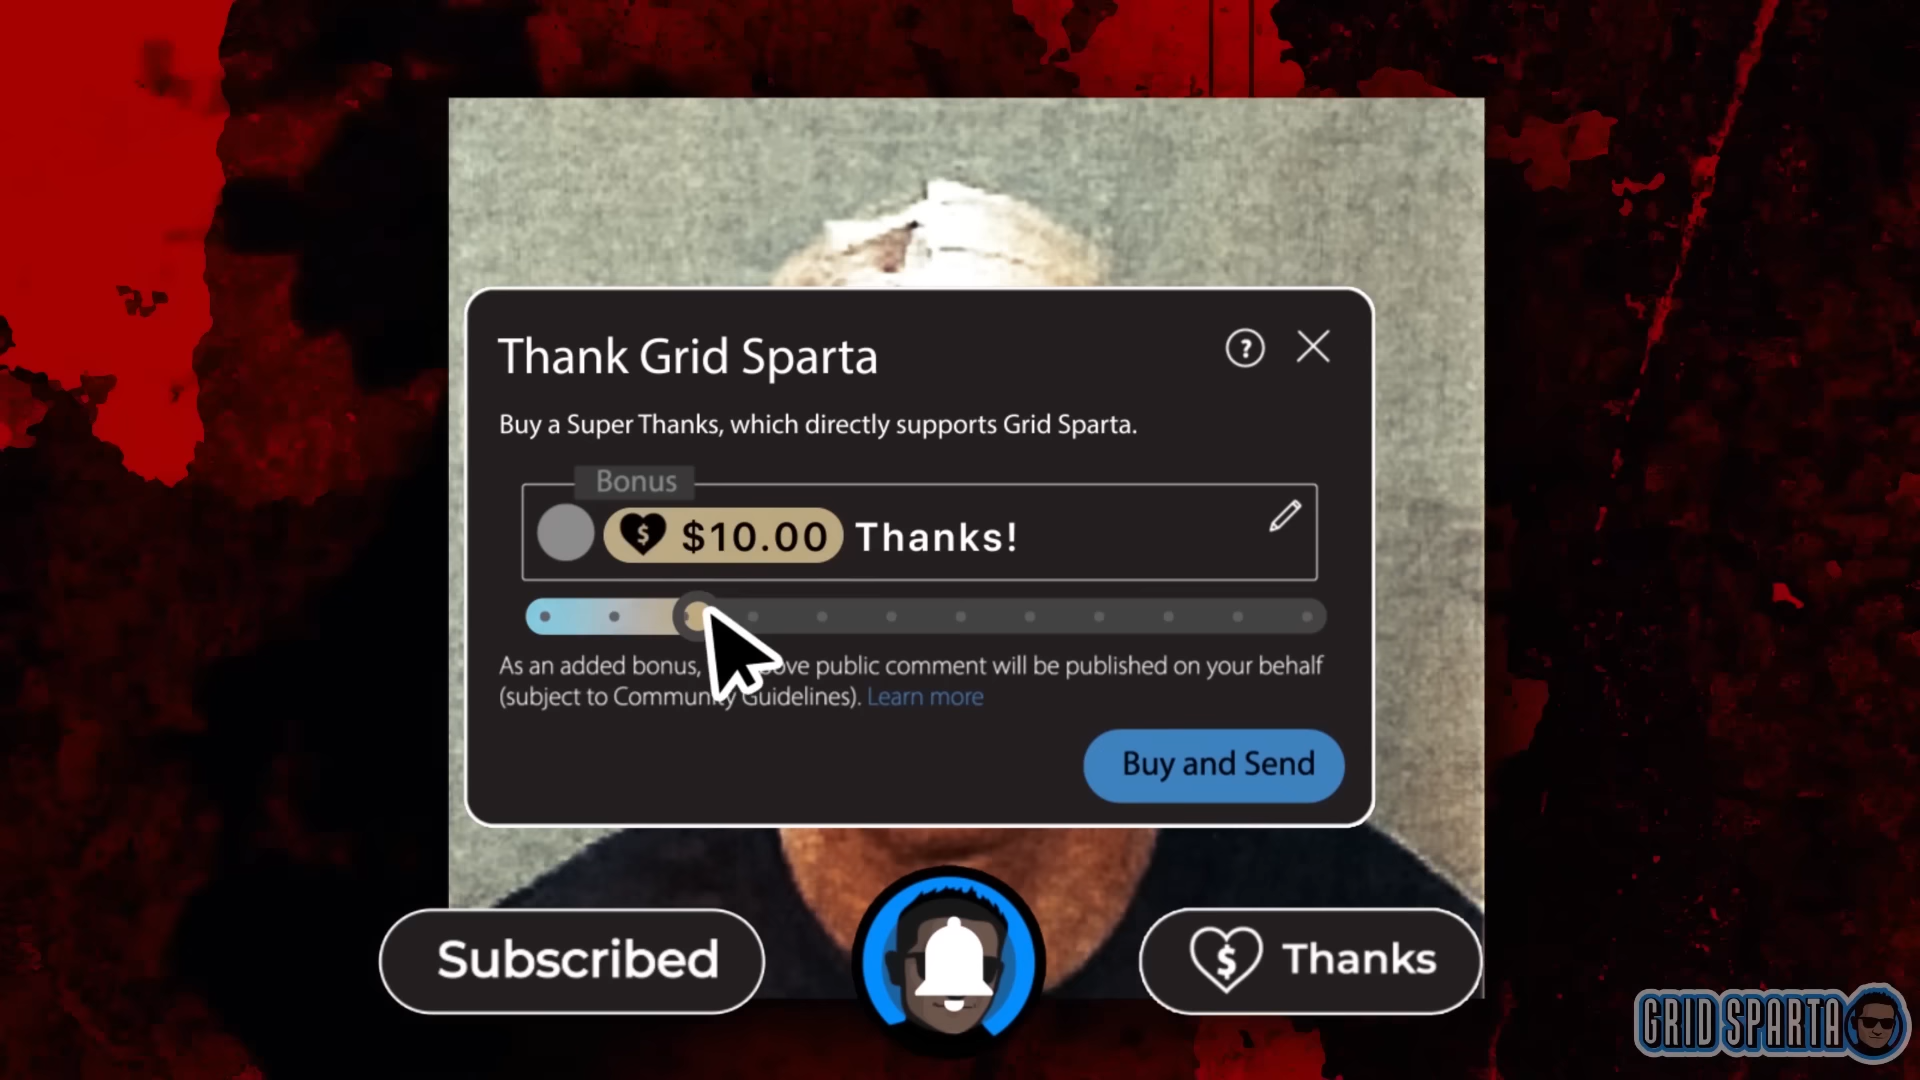 Thank Grid Sparta
?
Buy a Super Thanks, which directly supports Grid Sparta.
Bonus
$ $10.00 Thanks!
As an added bonus, public comment will be published on your behalf
(subject to Community Guidelines). Learn more
Buy and Send
Subscribed
$ Thanks
GRID SPARTA